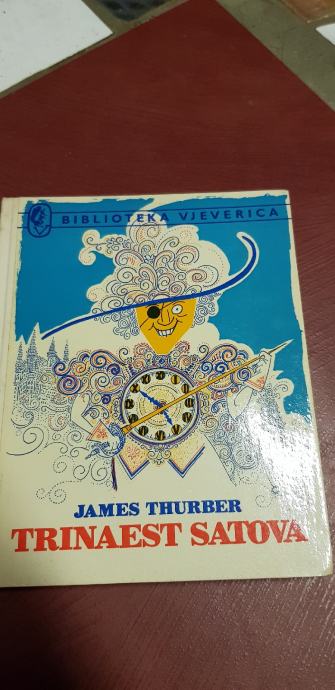 BIBLIOTEKA VJEVERICA
JAMES THURBER
TRINAEST SATOVA